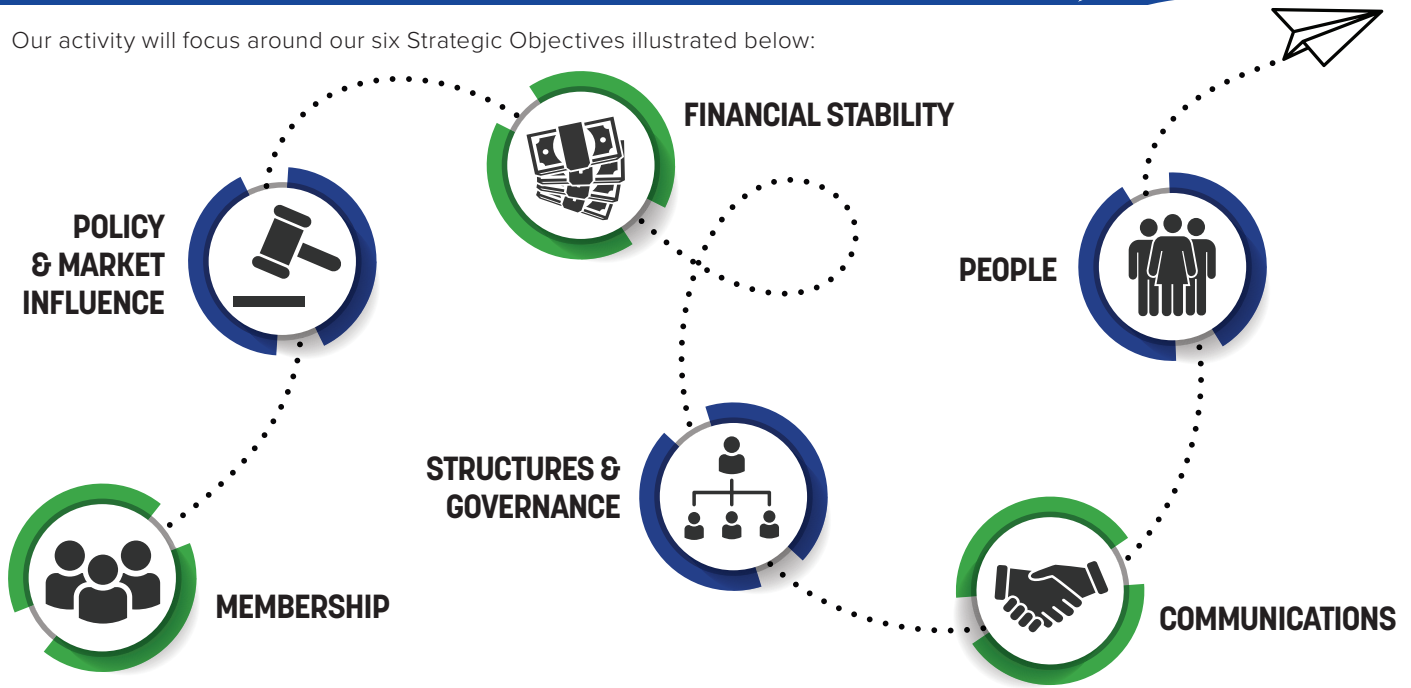 Our activity will focus around our six Strategic Objectives illustrated below:
FINANCIAL STABILITY
POLICY
& MARKET
INFLUENCE
PEOPLE
STRUCTURES &
GOVERNANCE
MEMBERSHIP
COMMUNICATIONS